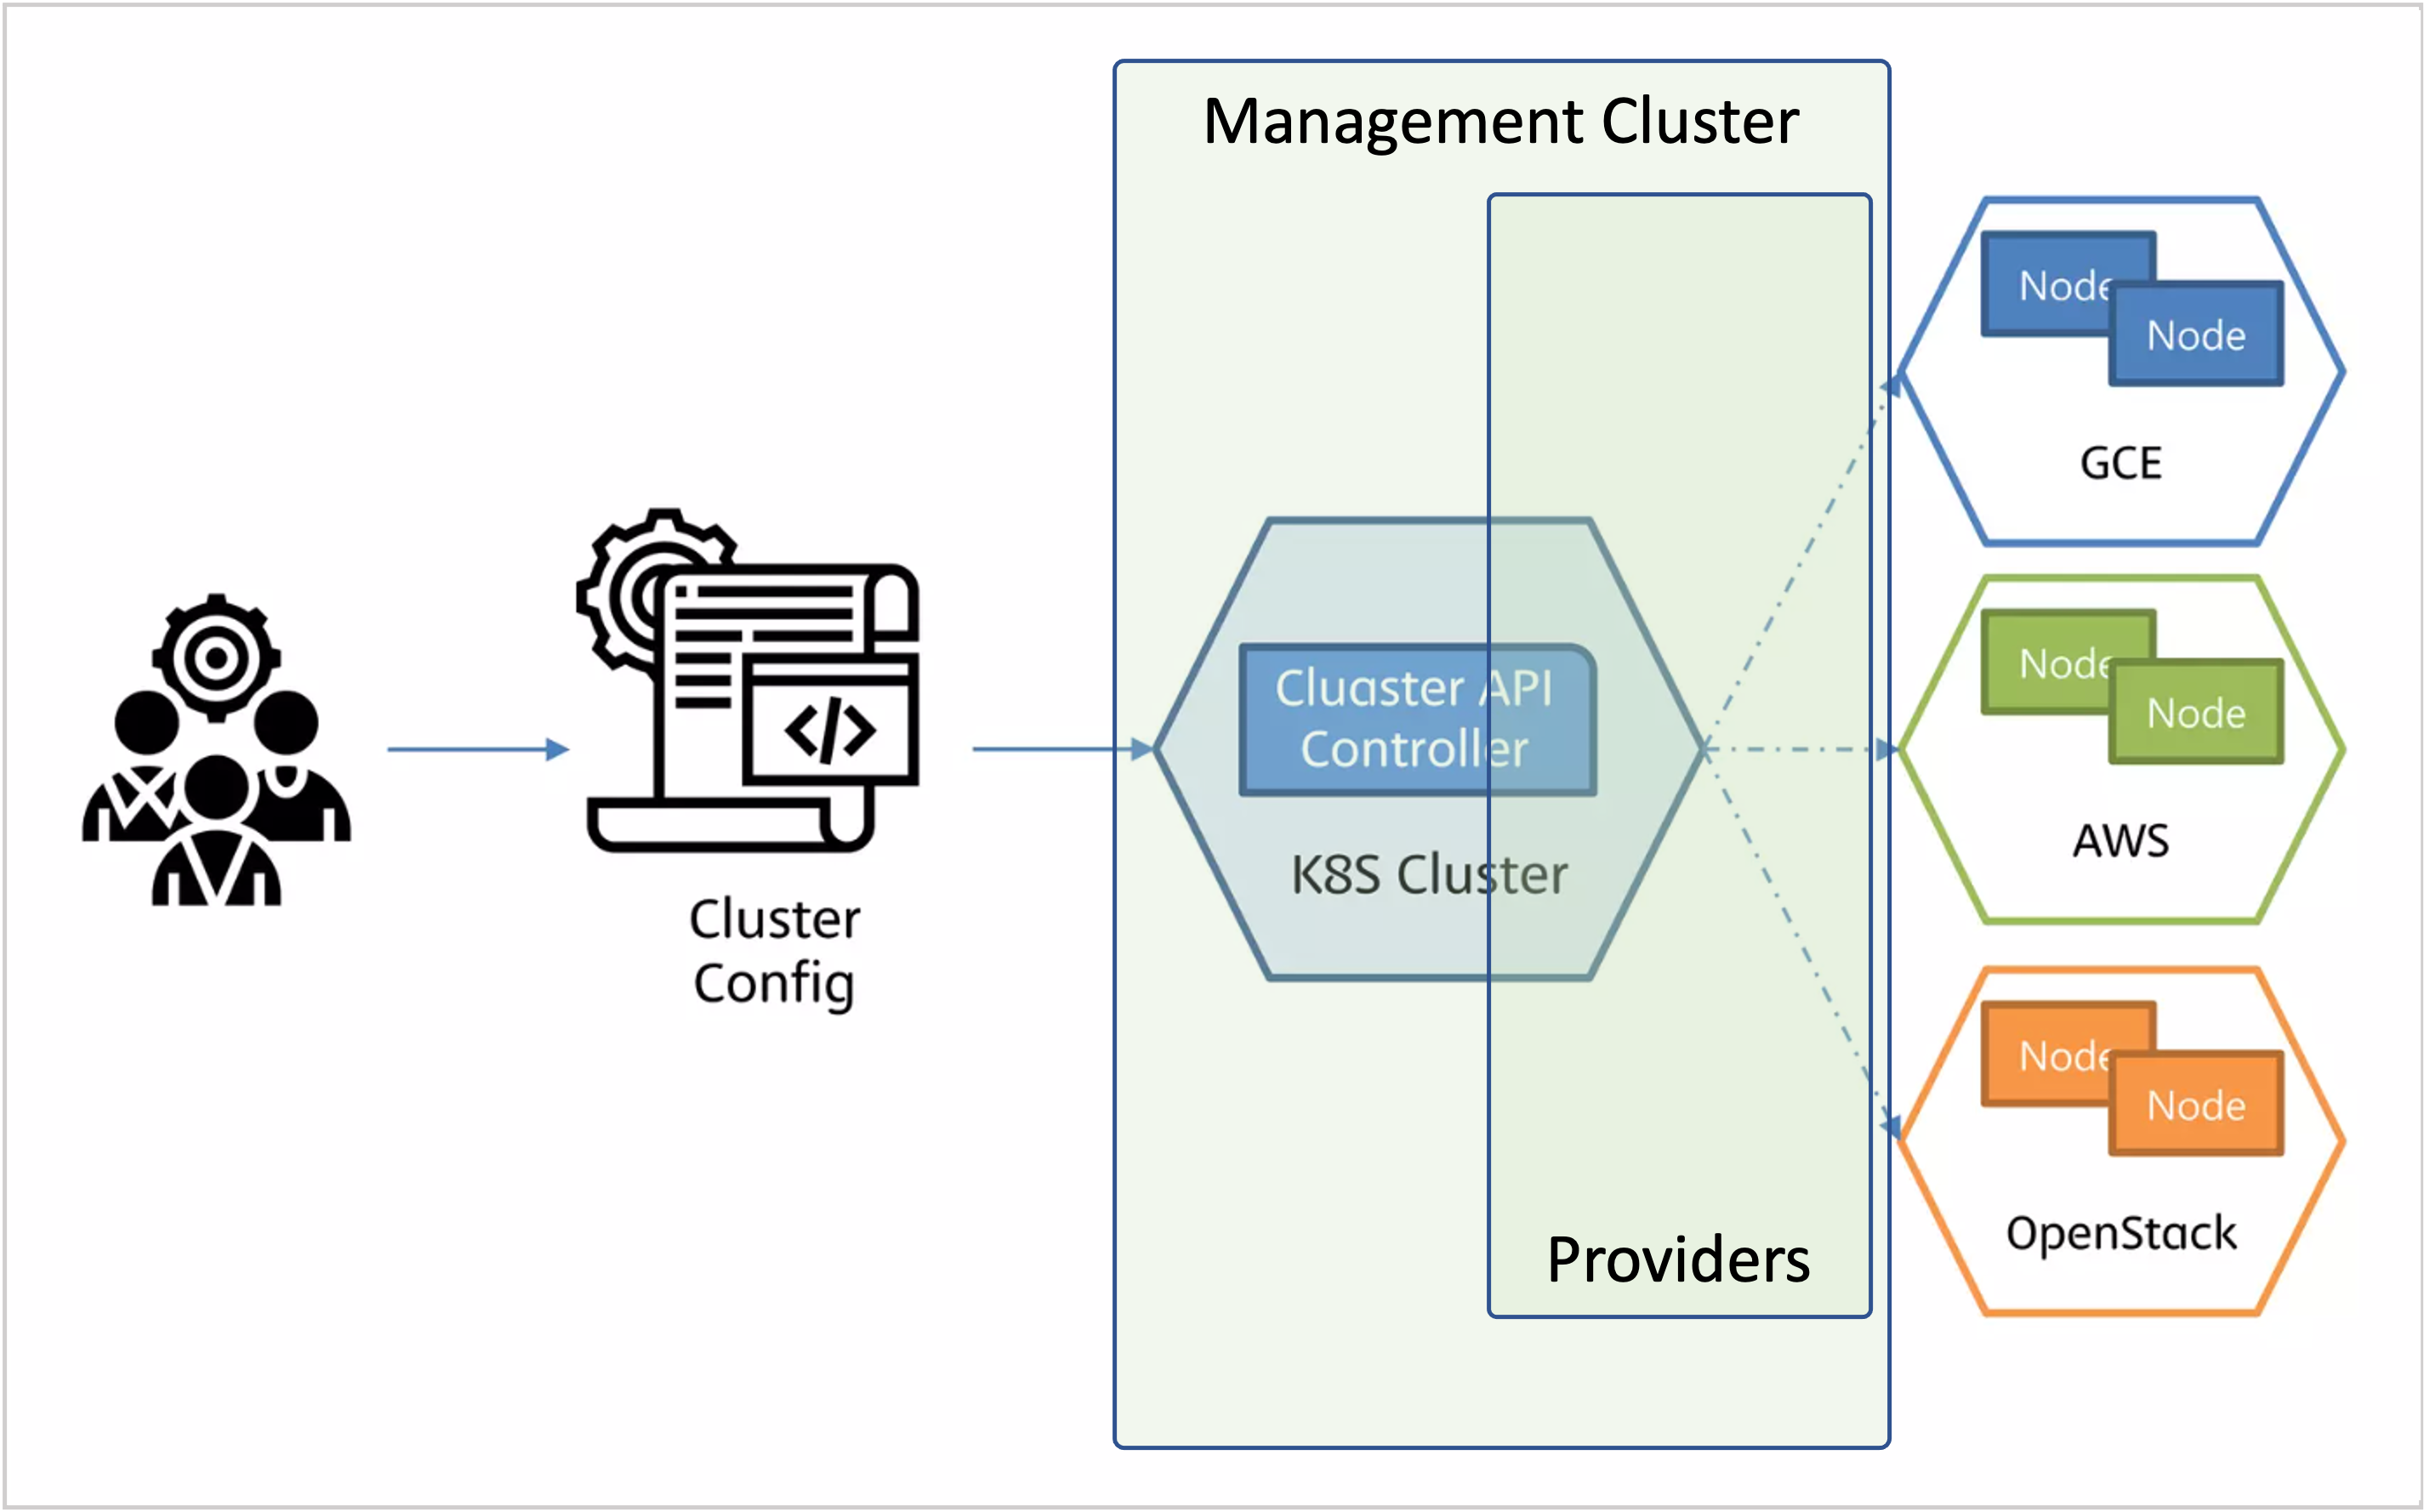 Management Cluster
Node
Node
GCE
Cluaster API
Controller
K8S Cluster
Node
Node
AWS
Cluster
Config
Node
Node
OpenStack
Providers
</>